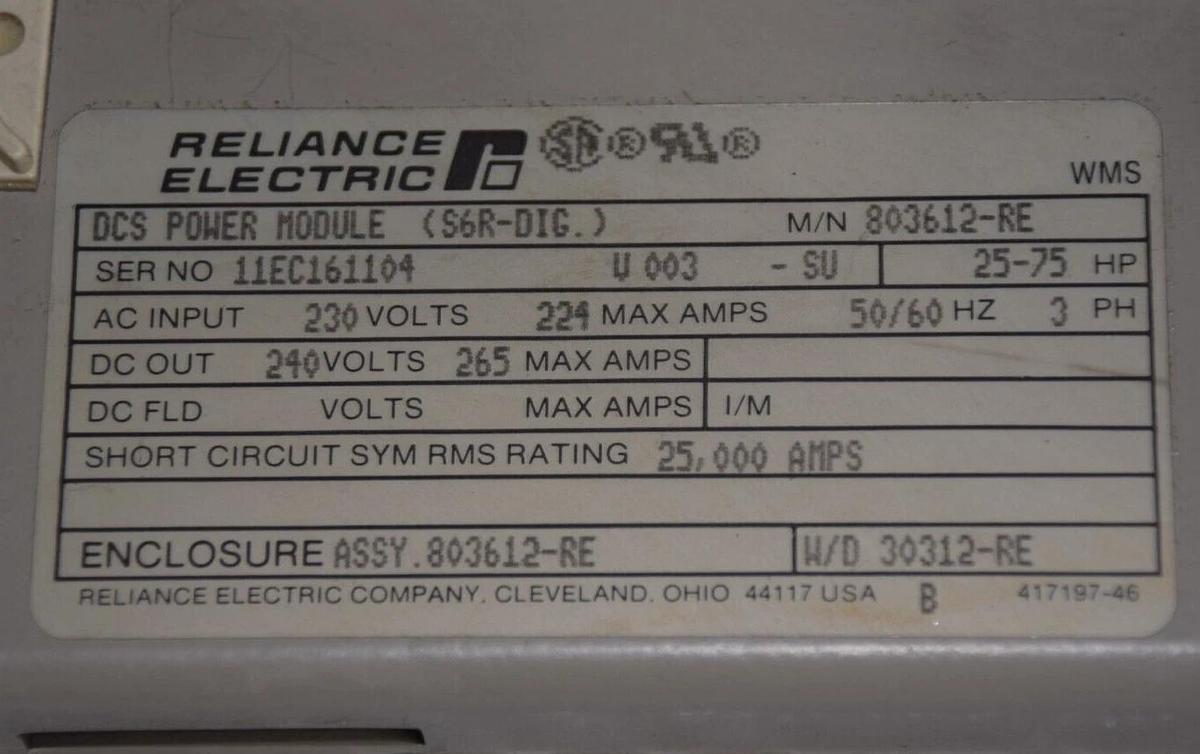 RELIANCE
ELECTRIC SA ® UL ®
WMS
DCS POWER MODULE (S6R-DIG.) M/N 803612-RE
SER NO 11EC161104 V 003 - SU 25-75 HP
AC INPUT 230 VOLTS 224 MAX AMPS 50/60 HZ 3 PH
DC OUT 240 VOLTS 265 MAX AMPS
DC FLD VOLTS MAX AMPS I/M
SHORT CIRCUIT SYM RMS RATING 25,000 AMPS
ENCLOSURE ASSY.803612-RE W/D 30312-RE
RELIANCE ELECTRIC COMPANY. CLEVELAND. OHIO 44117 USA B 417197-46